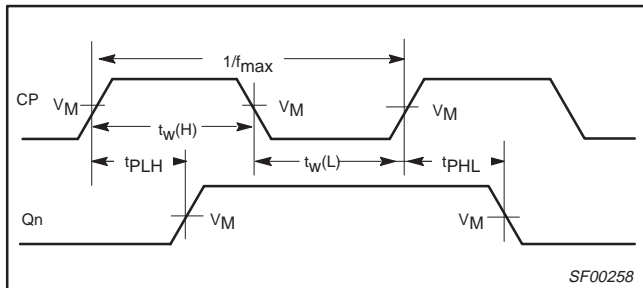 1/fmax
CP
VM
VM
VM
tw(H)
tPLH
tw(L)
tPHL
Qn
VM
VM
SF00258